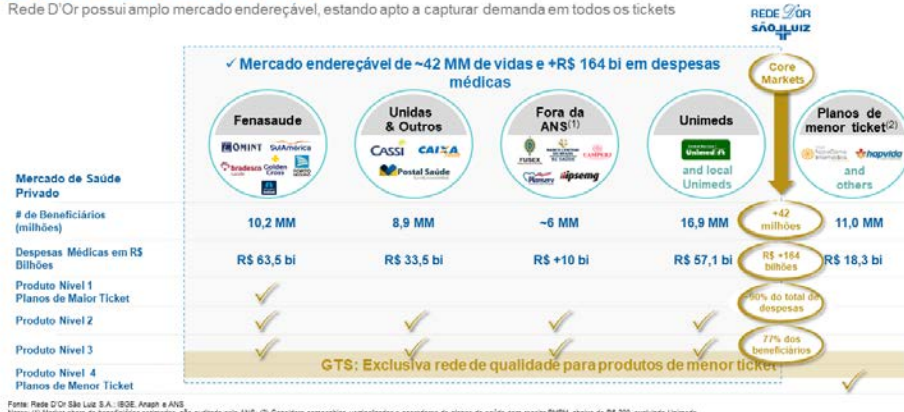 Rede D'Or possui amplo mercado endereçável, estando apto a capturar demanda em todos os tickets
REDE D'OR
SÃO LUIZ
✓ Mercado endereçável de ~42 MM de vidas e +R$ 164 bi em despesas
médicas
Core
Markets
Fenasaude
Unidas
& Outros
Fora da
ANS(1)
Unimeds
Planos de
menor ticket(2)
OMINT SulAmérica
bradesco Golden
Cross
CASSI CAIXA
Postal Saúde
FUSEX
Planserv ipsemg
Unimed
and local
Unimeds
hapvida
and
others
Mercado de Saúde
Privado
# de Beneficiários
(milhões)
10,2 MM 8,9 MM ~6 MM 16,9 MM +42
milhões 11,0 MM
Despesas Médicas em R$
Bilhões
R$ 63,5 bi R$ 33,5 bi R$ +10 bi R$ 57,1 bi R$ +164
bilhões R$ 18,3 bi
Produto Nível 1
Planos de Maior Ticket
~90% do total de
despesas
Produto Nível 2
Produto Nível 3
77% dos
beneficiários
GTS: Exclusiva rede de qualidade para produtos de menor ticket
Produto Nível 4
Planos de Menor Ticket
Fonte: Rede D'Or São Luiz S.A.; IBGE, Anaph e ANS